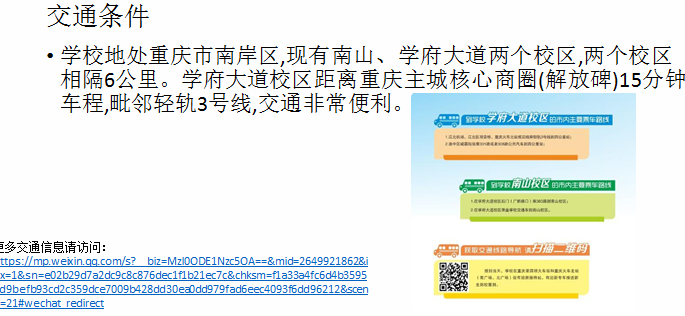 交通条件
• 学校地处重庆市南岸区,现有南山、学府大道两个校区,两个校区
相隔6公里。学府大道校区距离重庆主城核心商圈(解放碑)15分钟
车程,毗邻轻轨3号线,交通非常便利。
到学校学府大道校区的市内主要乘车路线
到学校南山校区的市内主要乘车路线
获取交通线路导航 请扫描二维码
更多交通信息请访问：
https://mp.weixin.qq.com/s?__biz=MzI0ODE1Nzc5OA==&mid=2649921862&i
x=1&sn=e02b29d7a2dc9c8c876dec1f1b21ec7c&chksm=f1a33a4fc6d4b3595
d9befb93cd2c359dce7009b428dd30ea0dd979fad6eec4093f6dd96212&scen
=21#wechat_redirect